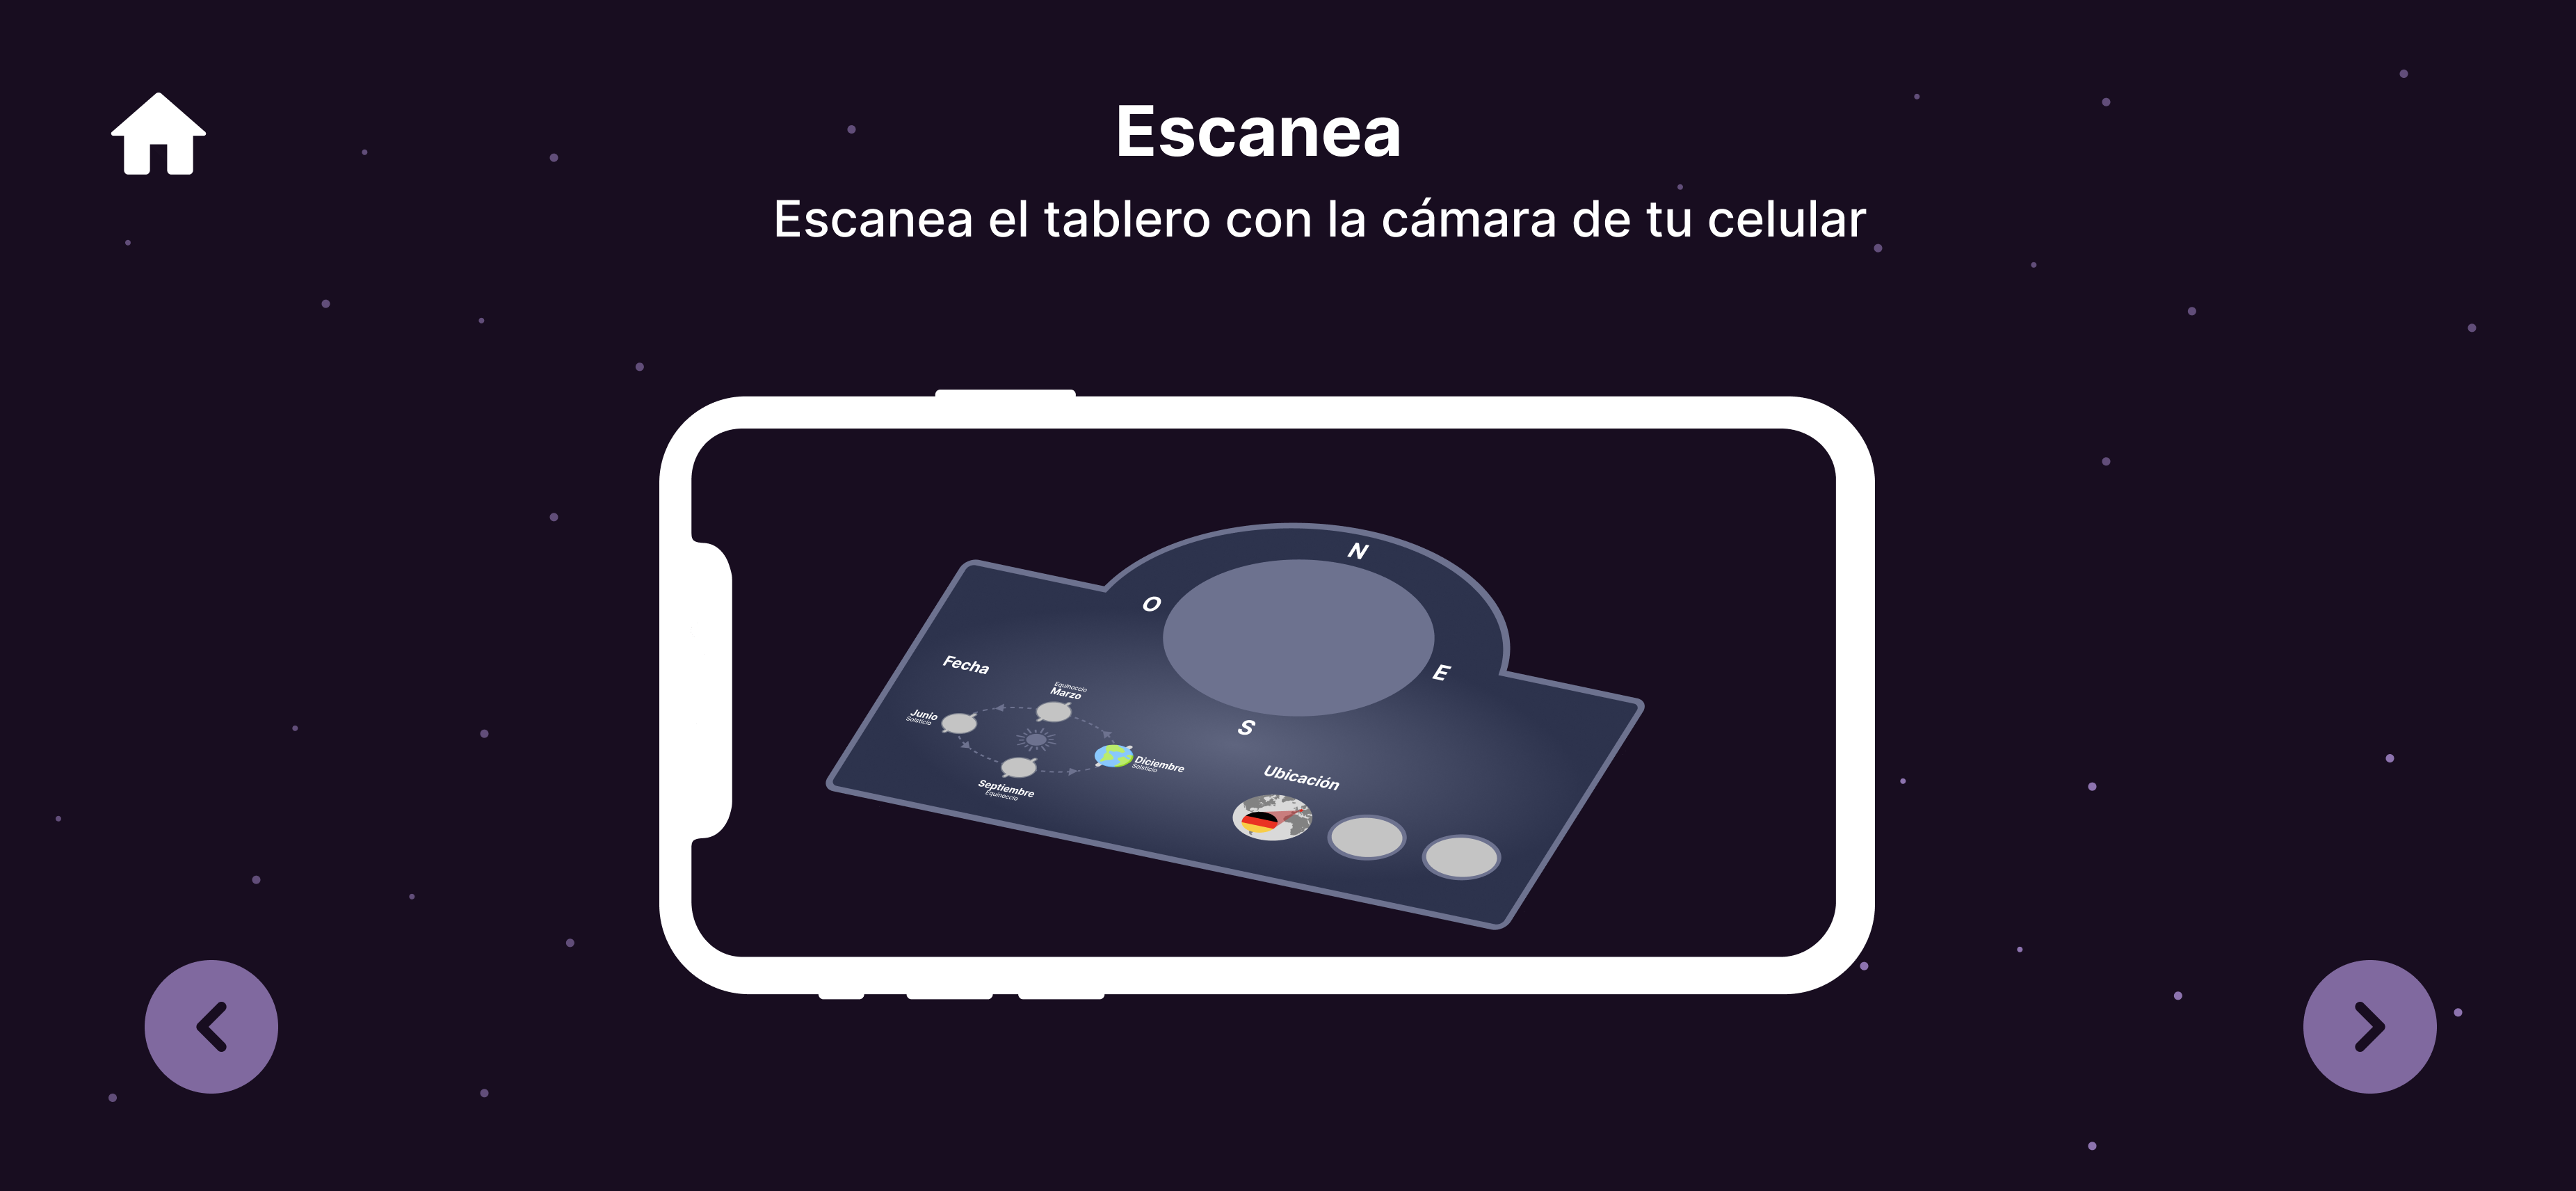 Escanea
Escanea el tablero con la cámara de tu celular
N
O
E
S
Fecha
Equinoccio
Marzo
Junio
Solsticio
Diciembre
Solsticio
Septiembre
Equinoccio
Ubicación